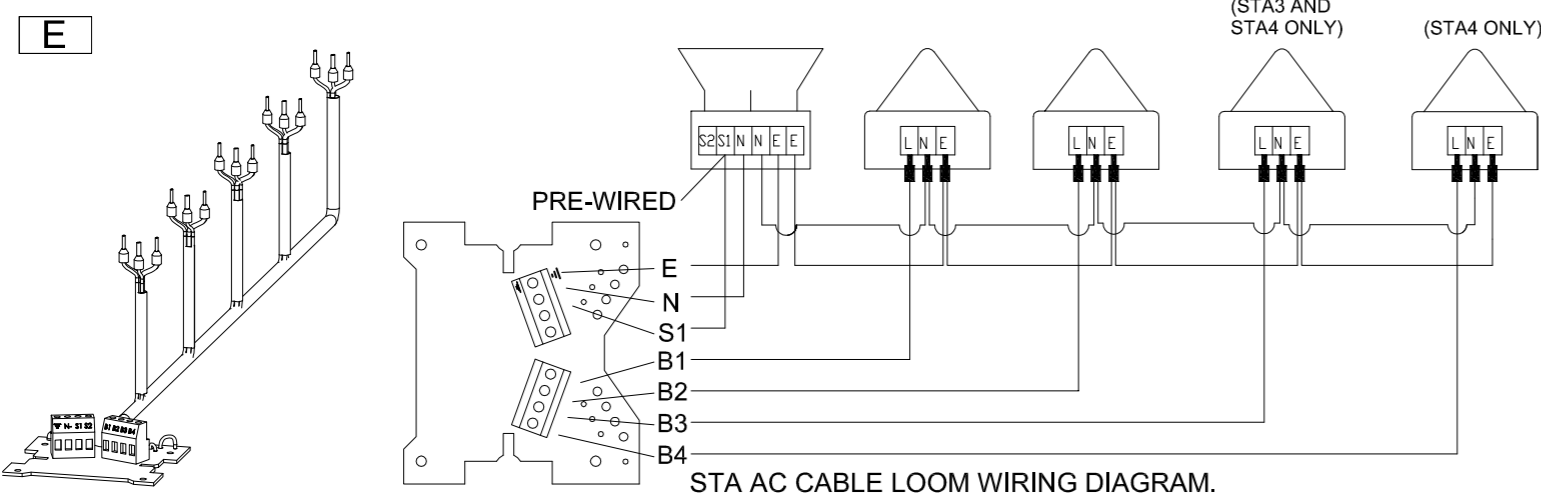 E
(STA3 AND
STA4 ONLY)
(STA4 ONLY)
S2 S1 N N E E
L N E
L N E
L N E
L N E
PRE-WIRED
E
N
S1
B1
B2
B3
B4
N- S1 S2
B1 B2 B3 B4
STA AC CABLE LOOM WIRING DIAGRAM.